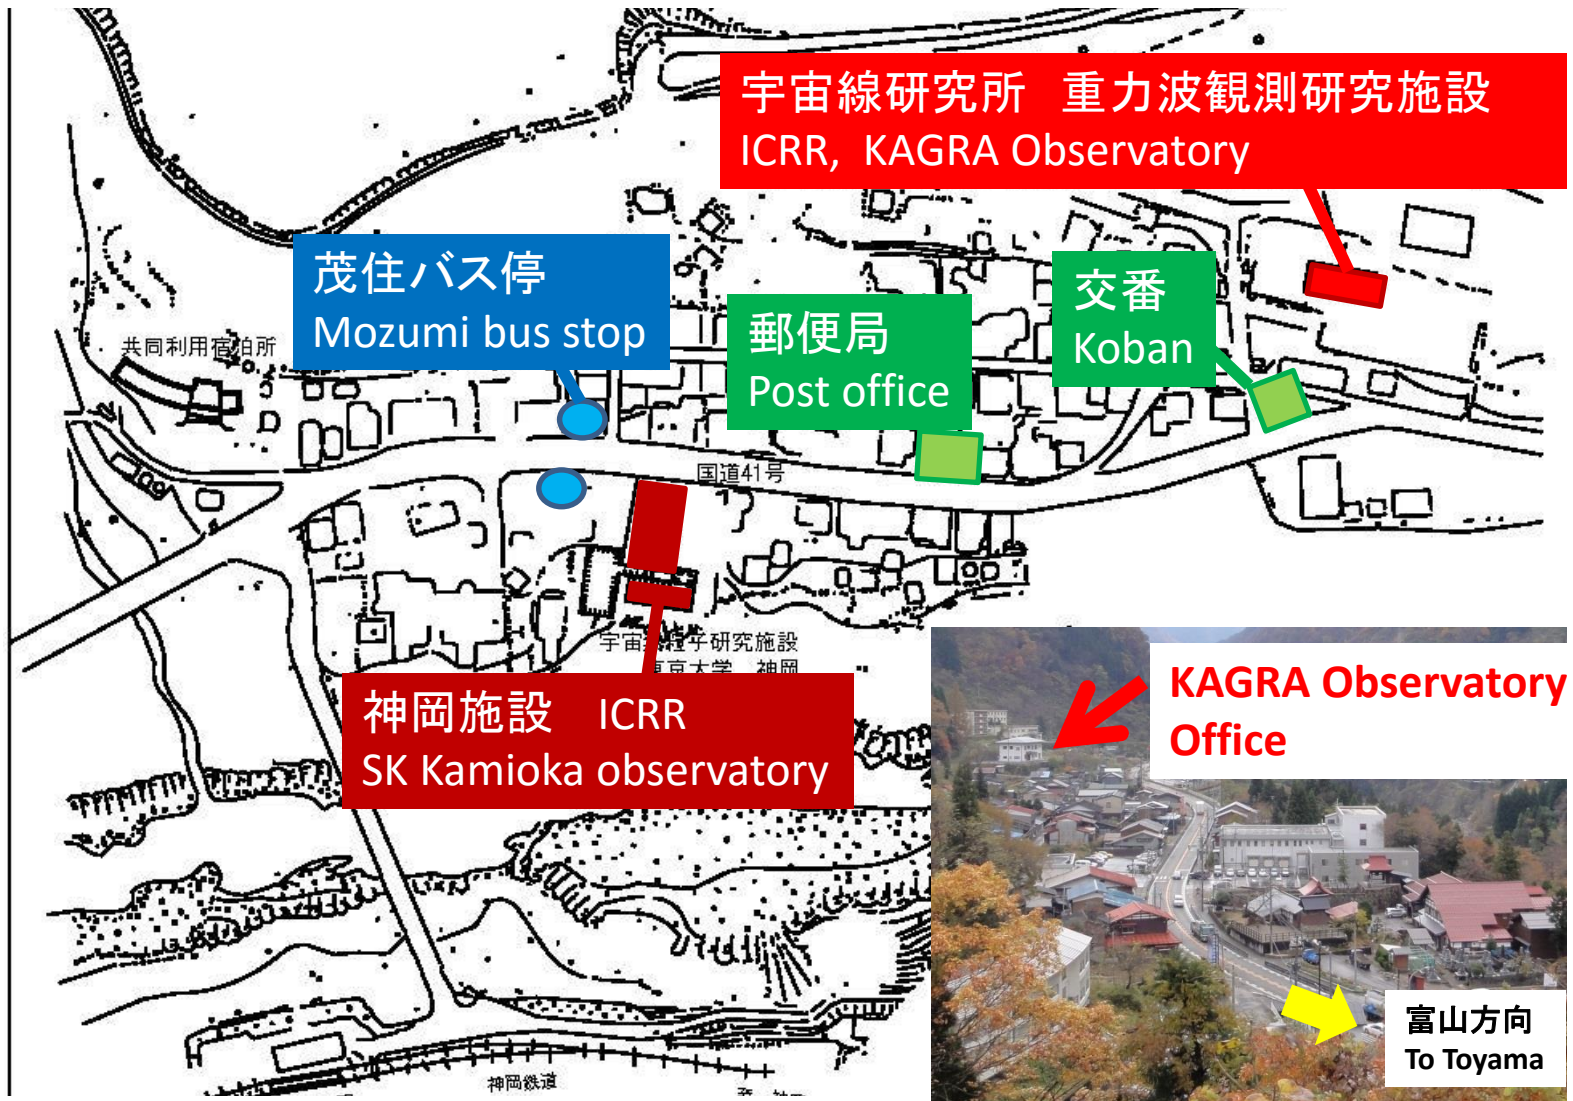 宇宙線研究所　重力波観測研究施設
ICRR, KAGRA Observatory
茂住バス停
Mozumi bus stop
交番
Koban
郵便局
Post office
共同利用宿泊所
国道41号
宇宙 粒子研究施設
東京大学 神岡
神岡施設　ICRR
SK Kamioka observatory
KAGRA Observatory
Office
富山方向
To Toyama
神岡鉄道